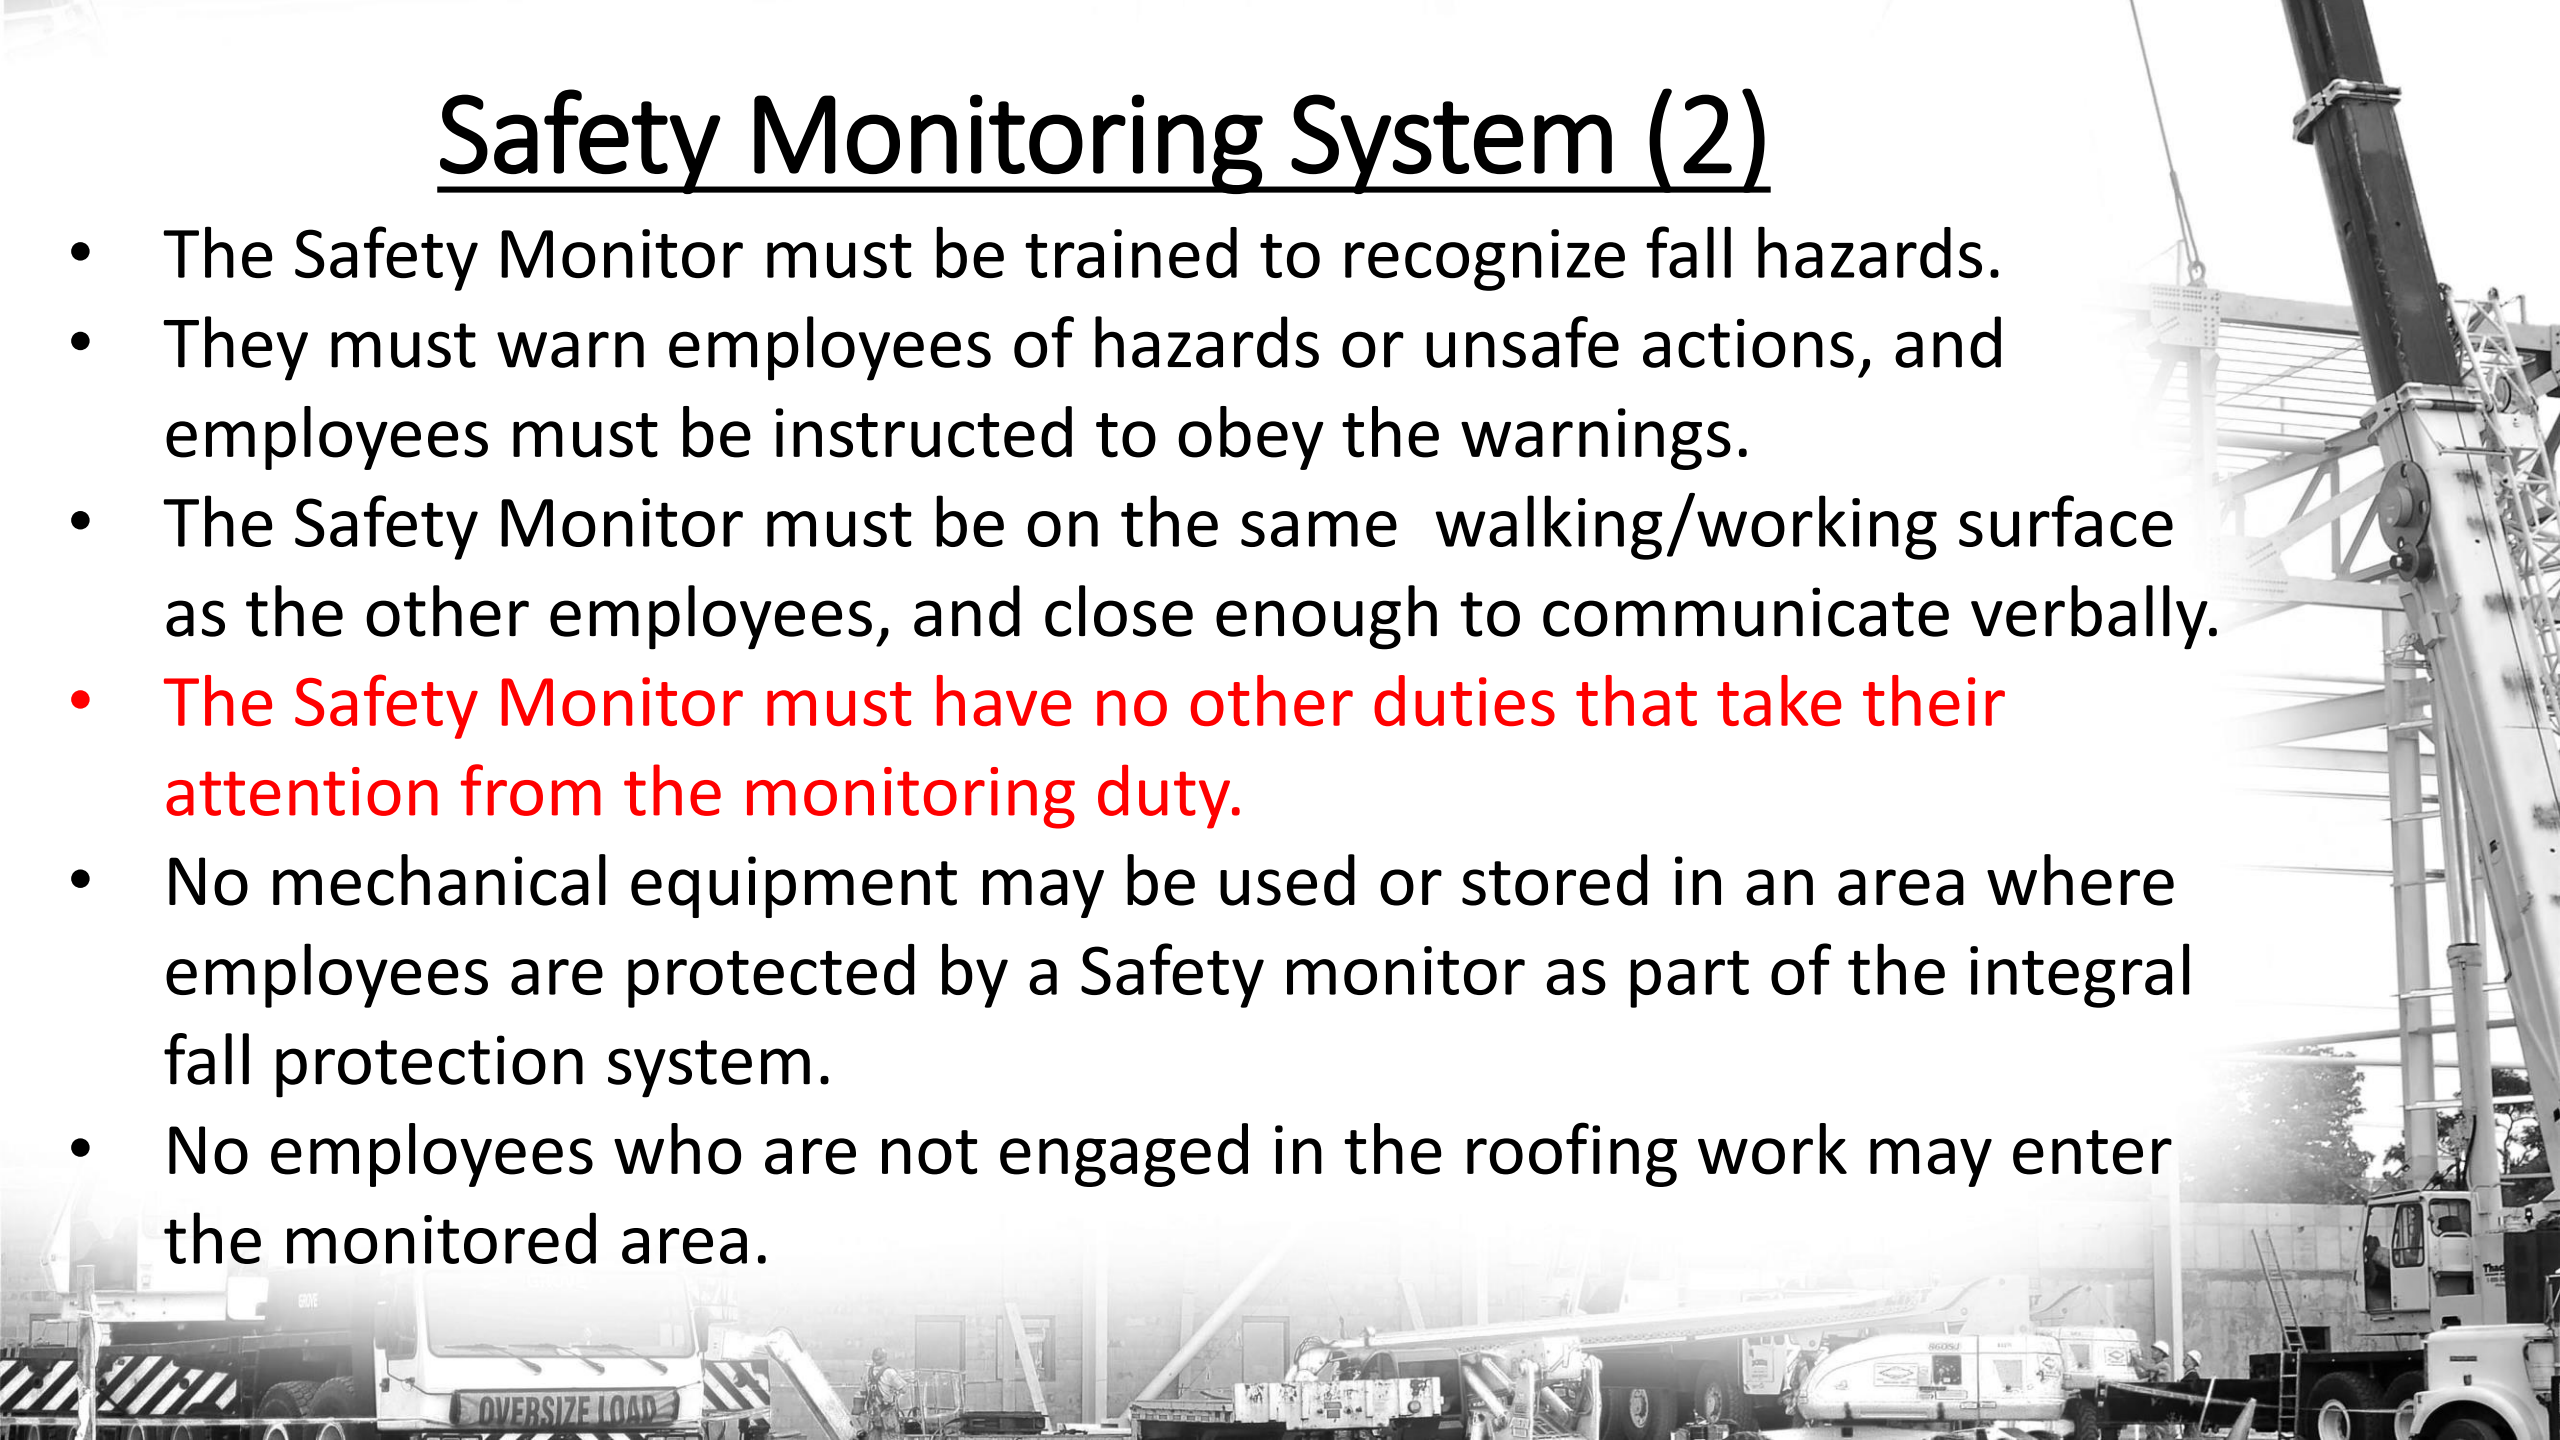 Safety Monitoring System (2)
• The Safety Monitor must be trained to recognize fall hazards.
• They must warn employees of hazards or unsafe actions, and
employees must be instructed to obey the warnings.
• The Safety Monitor must be on the same  walking/working surface
as the other employees, and close enough to communicate verbally.
• The Safety Monitor must have no other duties that take their
attention from the monitoring duty.
• No mechanical equipment may be used or stored in an area where
employees are protected by a Safety monitor as part of the integral
fall protection system.
• No employees who are not engaged in the roofing work may enter
the monitored area.
GROVE
OVERSIZE LOAD